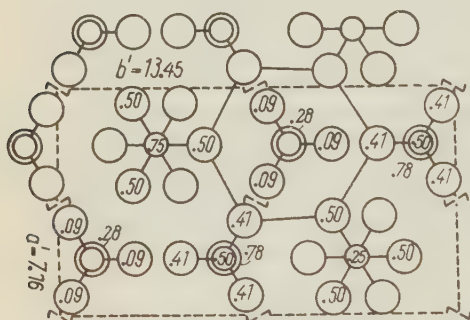 b' = 13.45
.50 .09 .41
.28
.75 .50 .09 .41 .50
.50 .09 .78 .41
.09 .41 .50
.28 .78
.09 .41 .50 .25 .50
.09 .41 .50
a' = 7.16